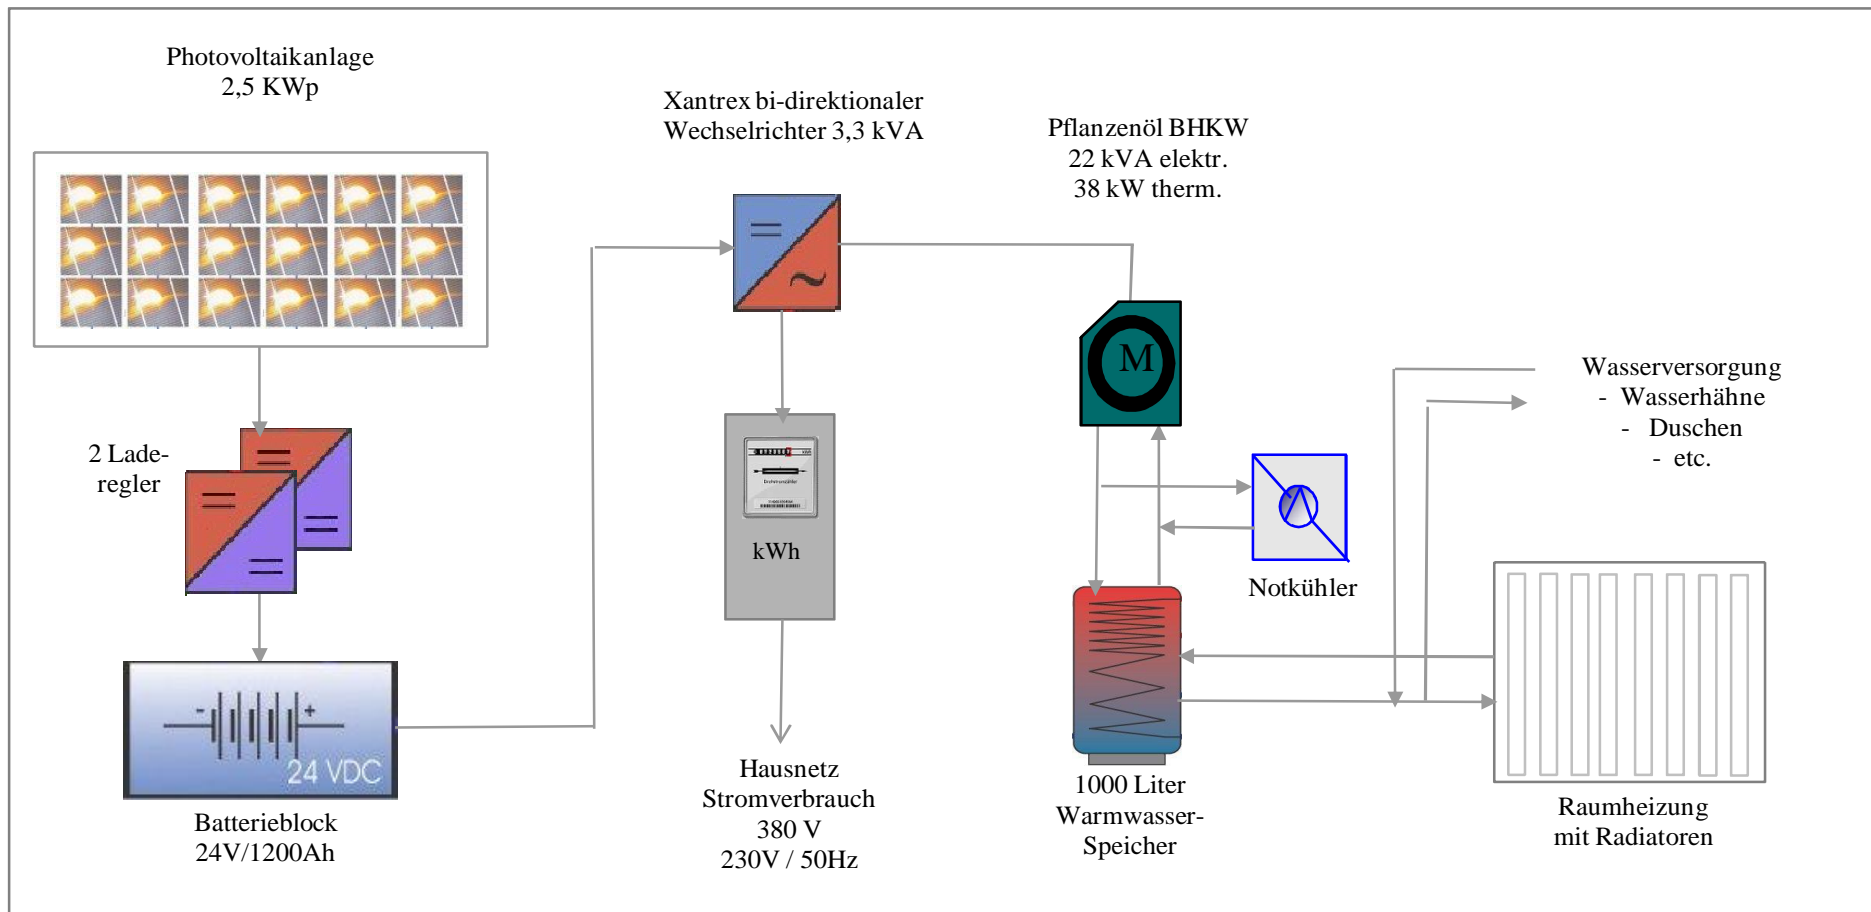 Photovoltaikanlage
2,5 KWp
Xantrex bi-direktionaler
Wechselrichter 3,3 kVA
Pflanzenöl BHKW
22 kVA elektr.
38 kW therm.
M
2 Lade-
regler
kWh
Wasserversorgung
- Wasserhähne
- Duschen
- etc.
Notkühler
- +
24 VDC
Batterieblock
24V/1200Ah
Hausnetz
Stromverbrauch
380 V
230V / 50Hz
1000 Liter
Warmwasser-
Speicher
Raumheizung
mit Radiatoren